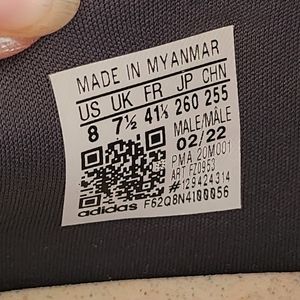 MADE IN MYANMAR
US UK FR JP CHN
8 7½ 41⅓ 260 255
MALE/MÂLE
02/22
PMA 20M001
ART FZ0953
#129424314
adidas F62Q8N4100056